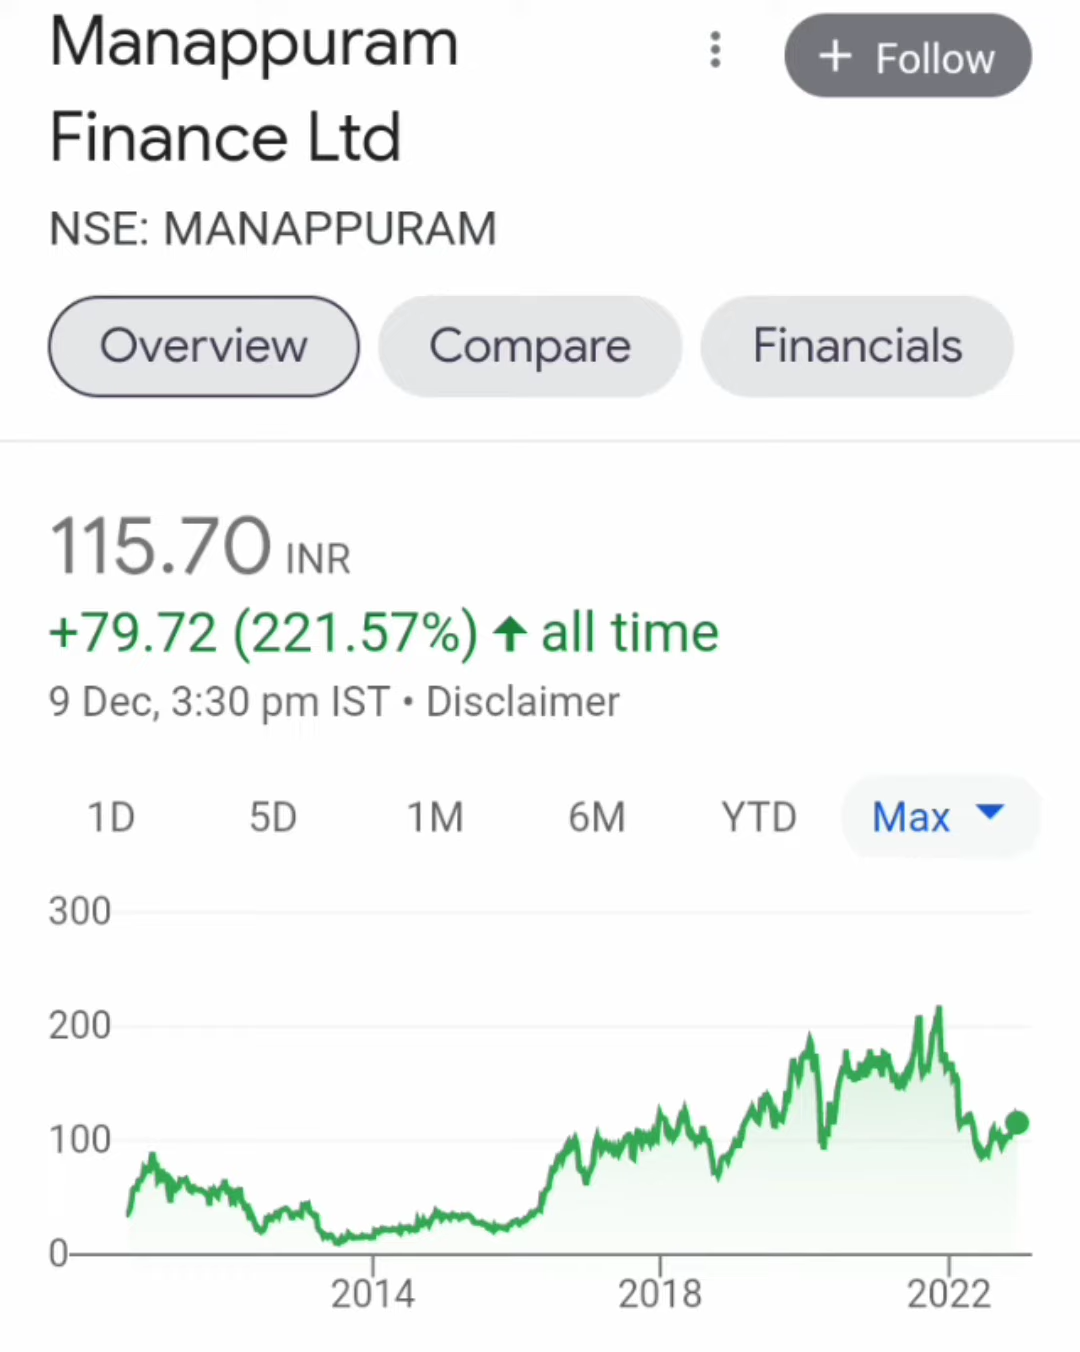 Manappuram
Finance Ltd
+ Follow
NSE: MANAPPURAM
Overview
Compare
Financials
115.70 INR
+79.72 (221.57%) ↑ all time
9 Dec, 3:30 pm IST • Disclaimer
1D 5D 1M 6M YTD Max
300
200
100
0
2014 2018 2022